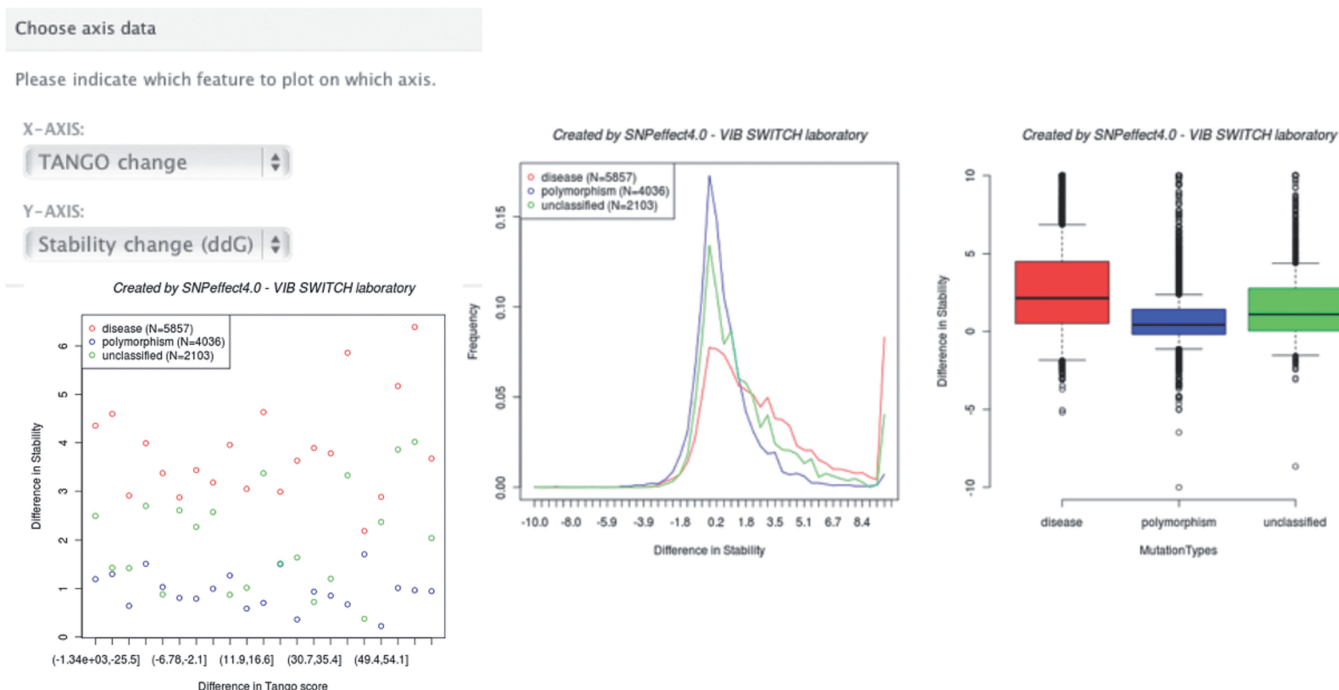 Choose axis data
Please indicate which feature to plot on which axis.
X-AXIS:
TANGO change
Y-AXIS:
Stability change (ddG)
Created by SNPeffect4.0 - VIB SWITCH laboratory
disease (N=5857)
polymorphism (N=4036)
unclassified (N=2103)
Difference in Stability
6
5
4
3
2
1
0
(-1.34e+03,-25.5] (-6.78,-2.1] (11.9,16.6] (30.7,35.4] (49.4,54.1]
Difference in Tango score
Created by SNPeffect4.0 - VIB SWITCH laboratory
disease (N=5857)
polymorphism (N=4036)
unclassified (N=2103)
Frequency
0.15
0.10
0.05
0.00
-10.0 -8.0 -5.9 -3.9 -1.8 0.2 1.8 3.5 5.1 6.7 8.4
Difference in Stability
Created by SNPeffect4.0 - VIB SWITCH laboratory
Difference in Stability
10
5
0
-5
-10
disease polymorphism unclassified
MutationTypes